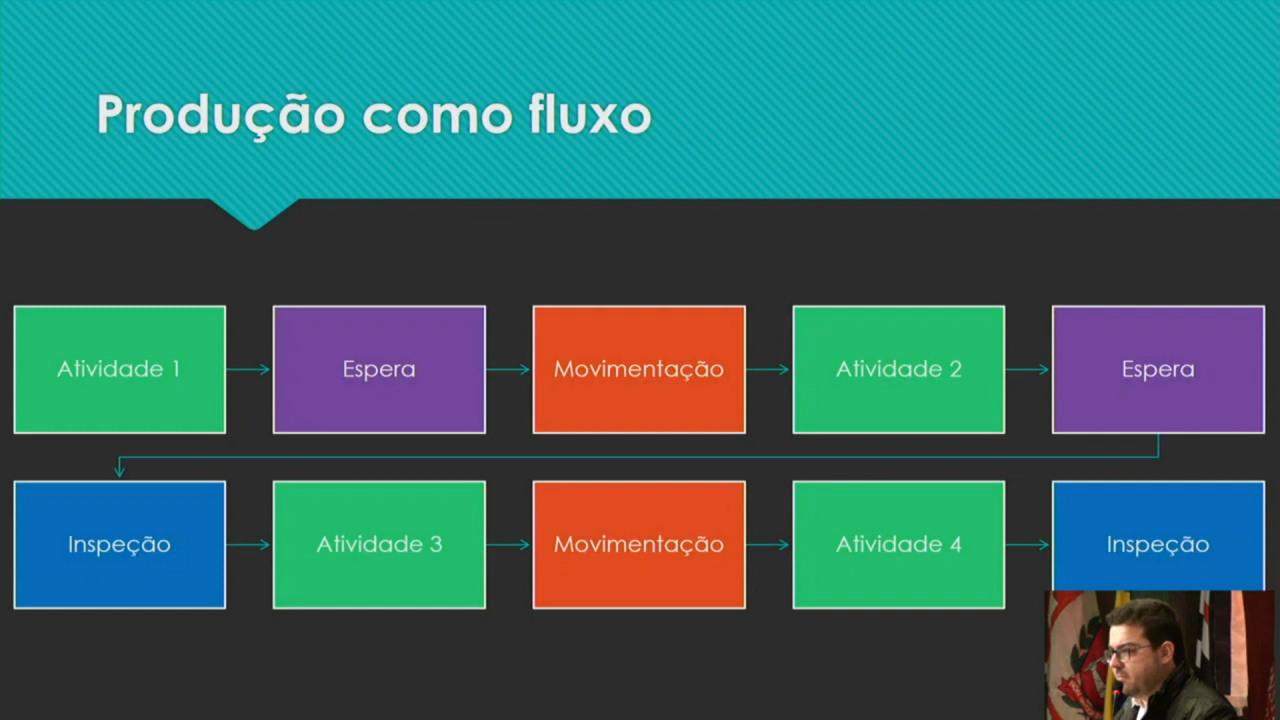 Produção como fluxo
Atividade 1
Espera
Movimentação
Atividade 2
Espera
Inspeção
Atividade 3
Movimentação
Atividade 4
Inspeção